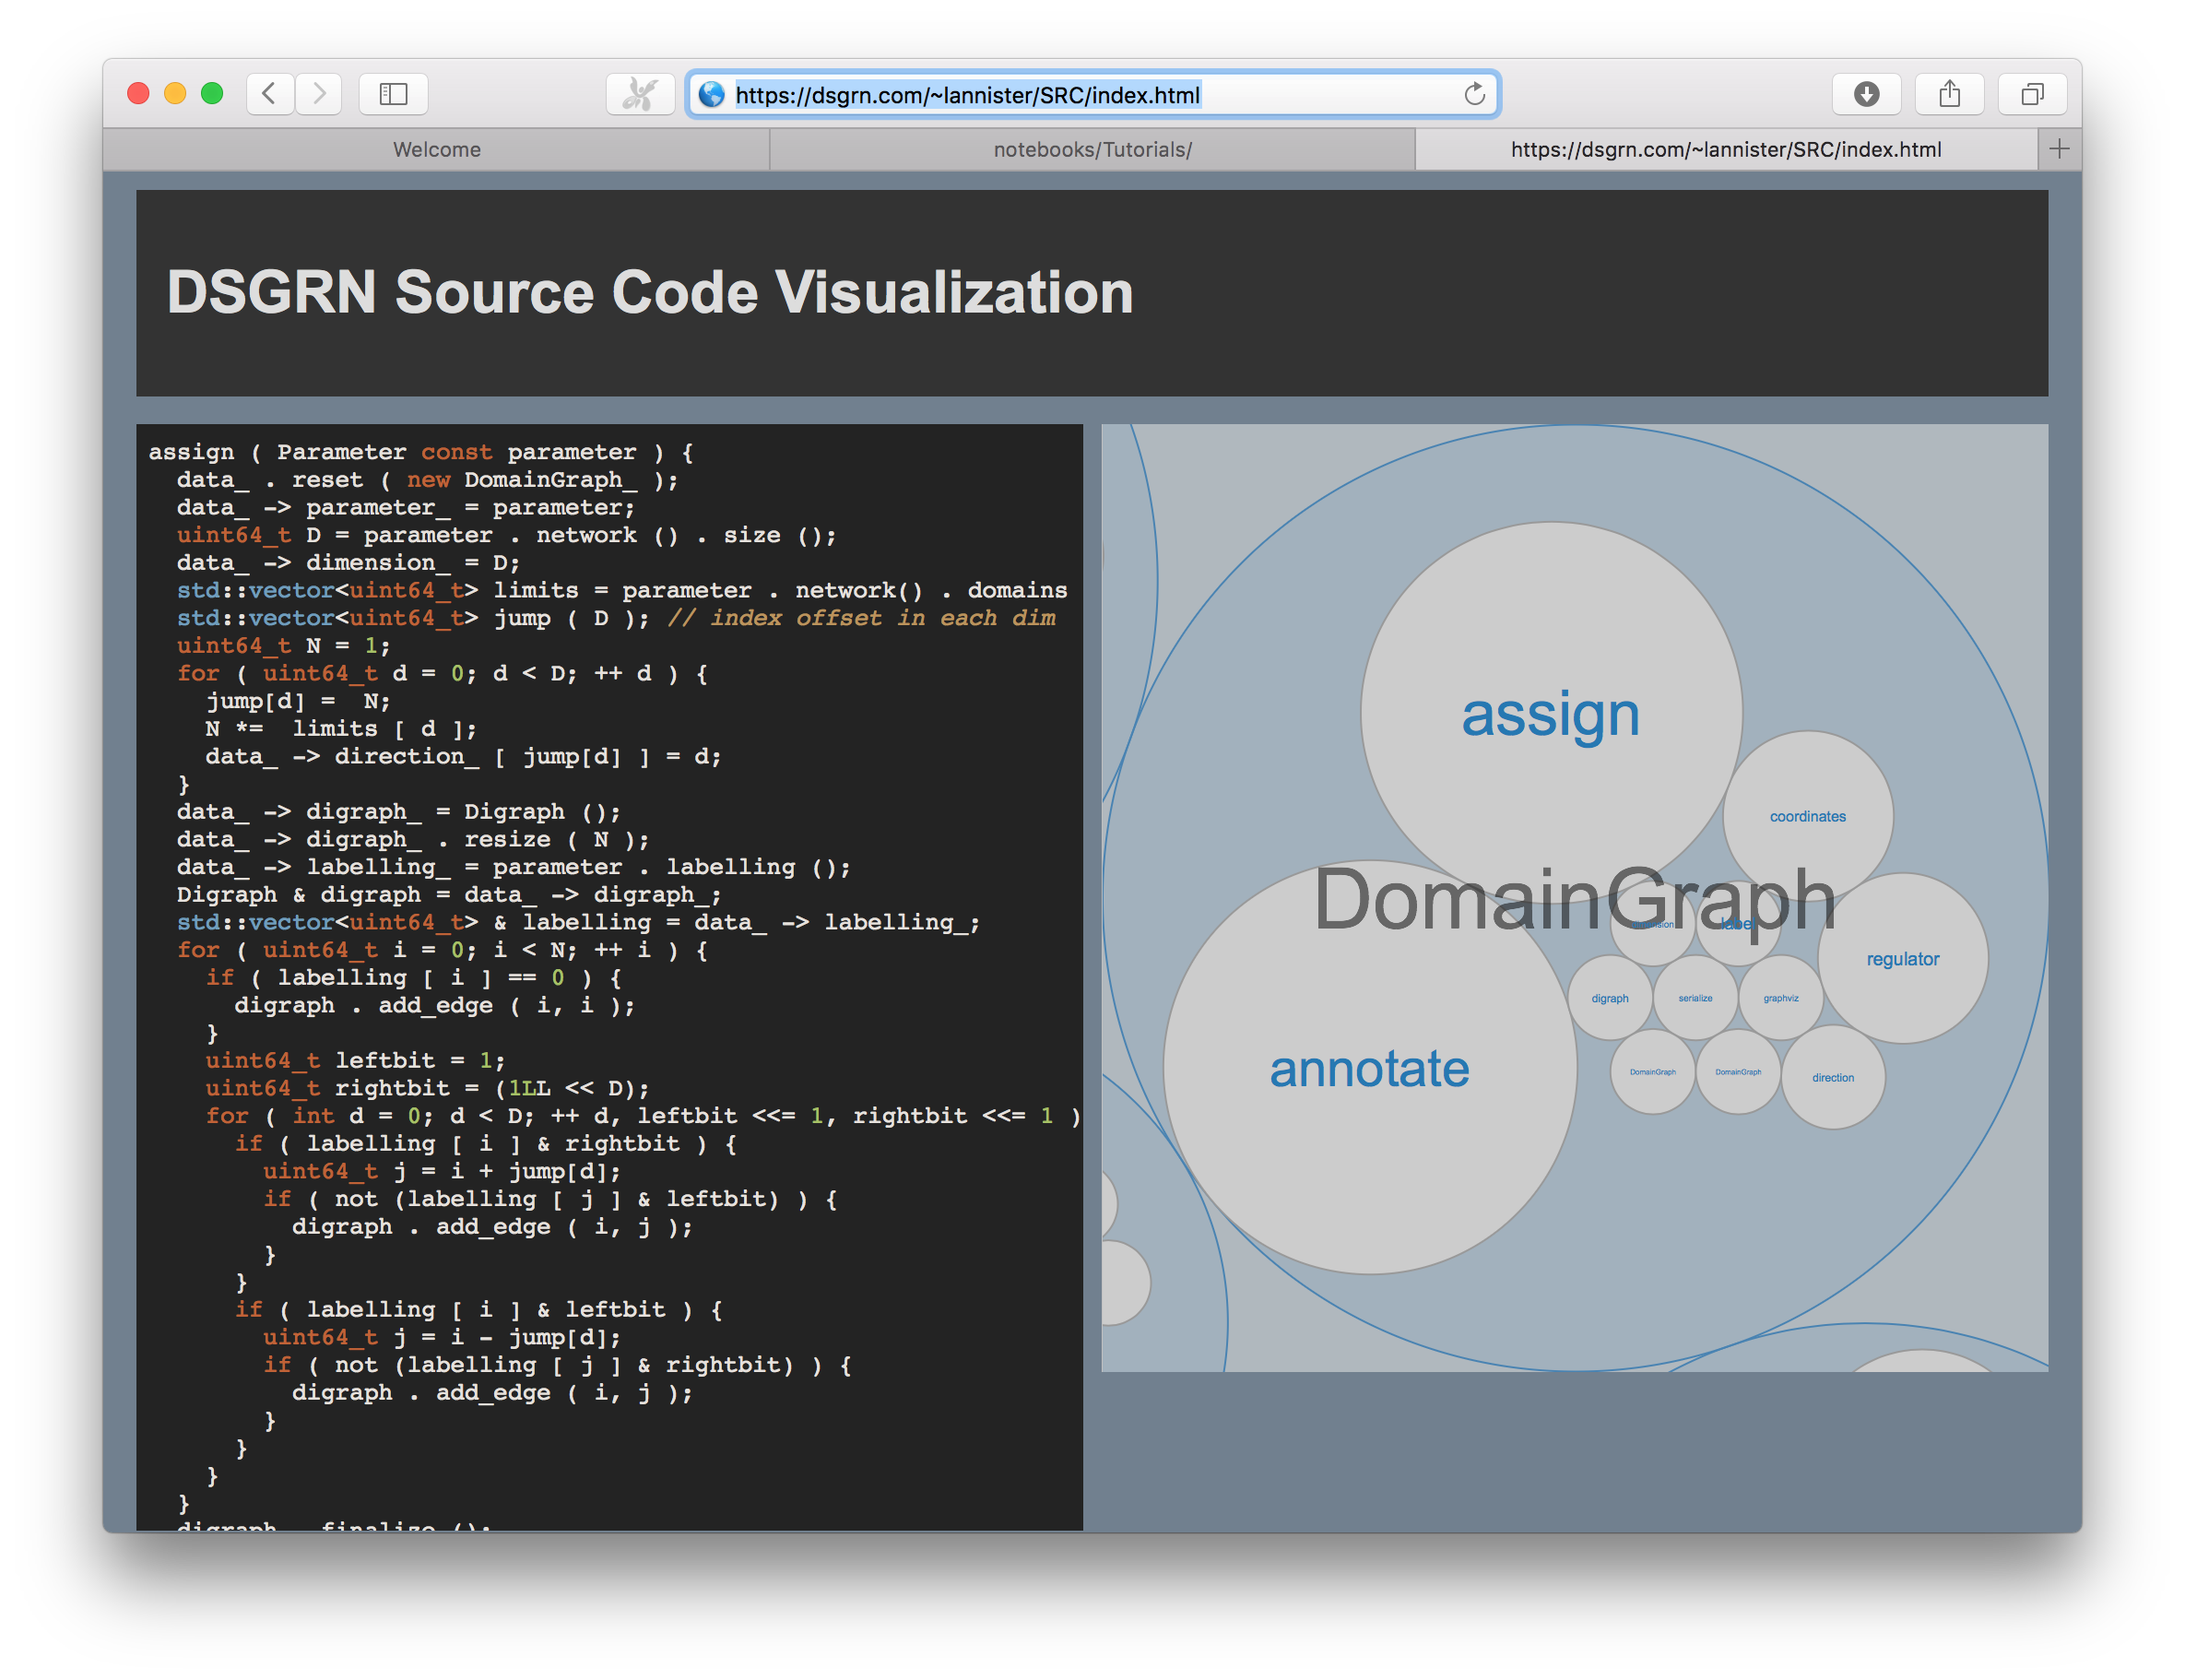 https://dsgrn.com/~lannister/SRC/index.html
Welcome
notebooks/Tutorials/
https://dsgrn.com/~lannister/SRC/index.html
DSGRN Source Code Visualization
assign ( Parameter const parameter ) {
data_ . reset ( new DomainGraph_ );
data_ -> parameter_ = parameter;
uint64_t D = parameter . network () . size ();
data_ -> dimension_ = D;
std::vector<uint64_t> limits = parameter . network() . domains
std::vector<uint64_t> jump ( D ); // index offset in each dim
uint64_t N = 1;
for ( uint64_t d = 0; d < D; ++ d ) {
jump[d] =  N;
N *=  limits [ d ];
data_ -> direction_ [ jump[d] ] = d;
}
data_ -> digraph_ = Digraph ();
data_ -> digraph_ . resize ( N );
data_ -> labelling_ = parameter . labelling ();
Digraph & digraph = data_ -> digraph_;
std::vector<uint64_t> & labelling = data_ -> labelling_;
for ( uint64_t i = 0; i < N; ++ i ) {
if ( labelling [ i ] == 0 ) {
digraph . add_edge ( i, i );
}
uint64_t leftbit = 1;
uint64_t rightbit = (1LL << D);
for ( int d = 0; d < D; ++ d, leftbit <<= 1, rightbit <<= 1 )
if ( labelling [ i ] & rightbit ) {
uint64_t j = i + jump[d];
if ( not (labelling [ j ] & leftbit) ) {
digraph . add_edge ( i, j );
}
}
if ( labelling [ i ] & leftbit ) {
uint64_t j = i - jump[d];
if ( not (labelling [ j ] & rightbit) ) {
digraph . add_edge ( i, j );
}
}
}
}
digraph . finalize ();
assign
coordinates
DomainGraph
dimension
label
regulator
digraph
serialize
graphviz
annotate
DomainGraph
DomainGraph
direction